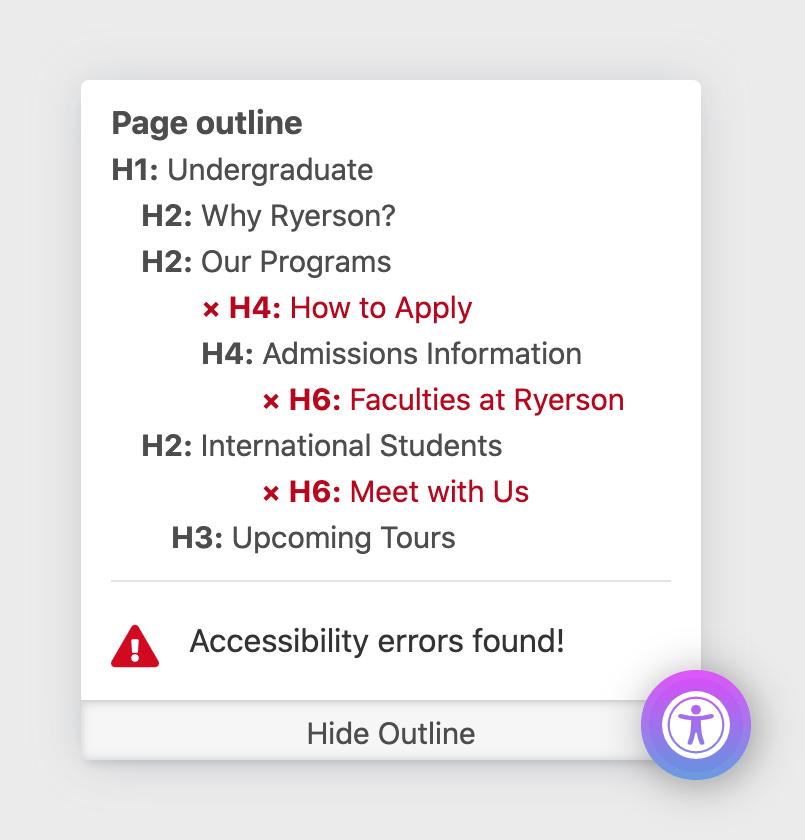 Page outline
H1: Undergraduate
H2: Why Ryerson?
H2: Our Programs
× H4: How to Apply
H4: Admissions Information
× H6: Faculties at Ryerson
H2: International Students
× H6: Meet with Us
H3: Upcoming Tours
Accessibility errors found!
Hide Outline